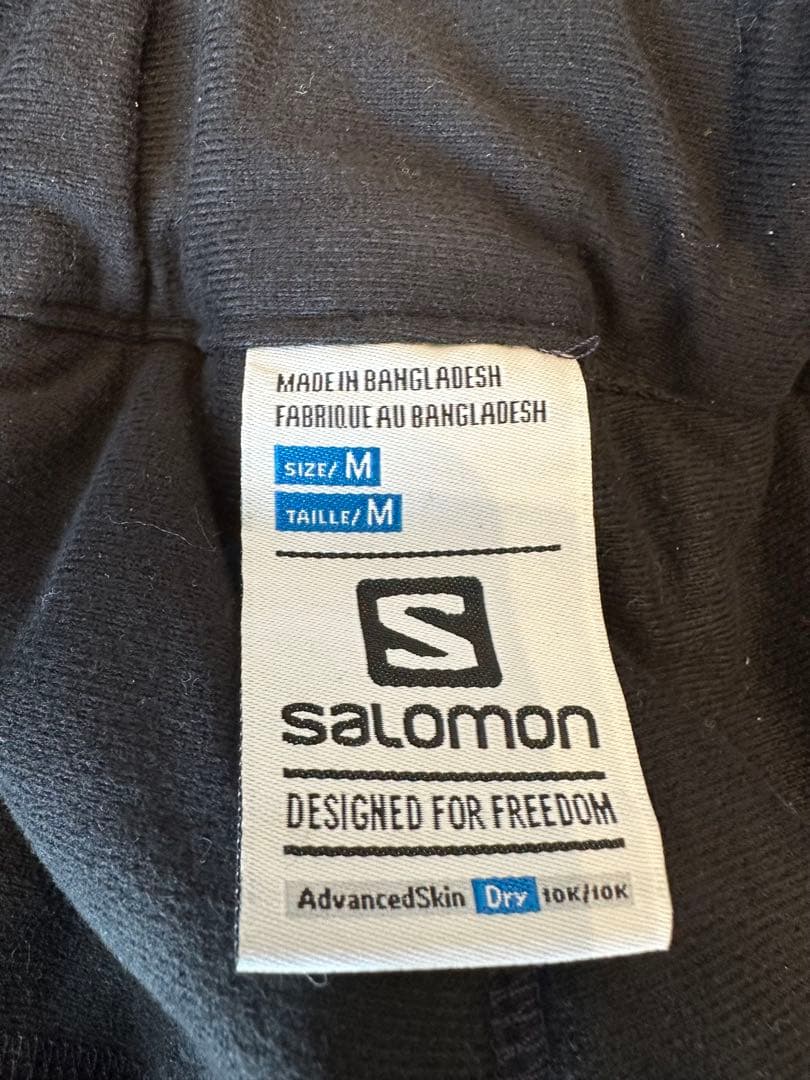 MADE IN BANGLADESH
FABRIQUE AU BANGLADESH
SIZE/ M
TAILLE/ M
S
SALOMON
DESIGNED FOR FREEDOM
AdvancedSkin Dry 10K/10K